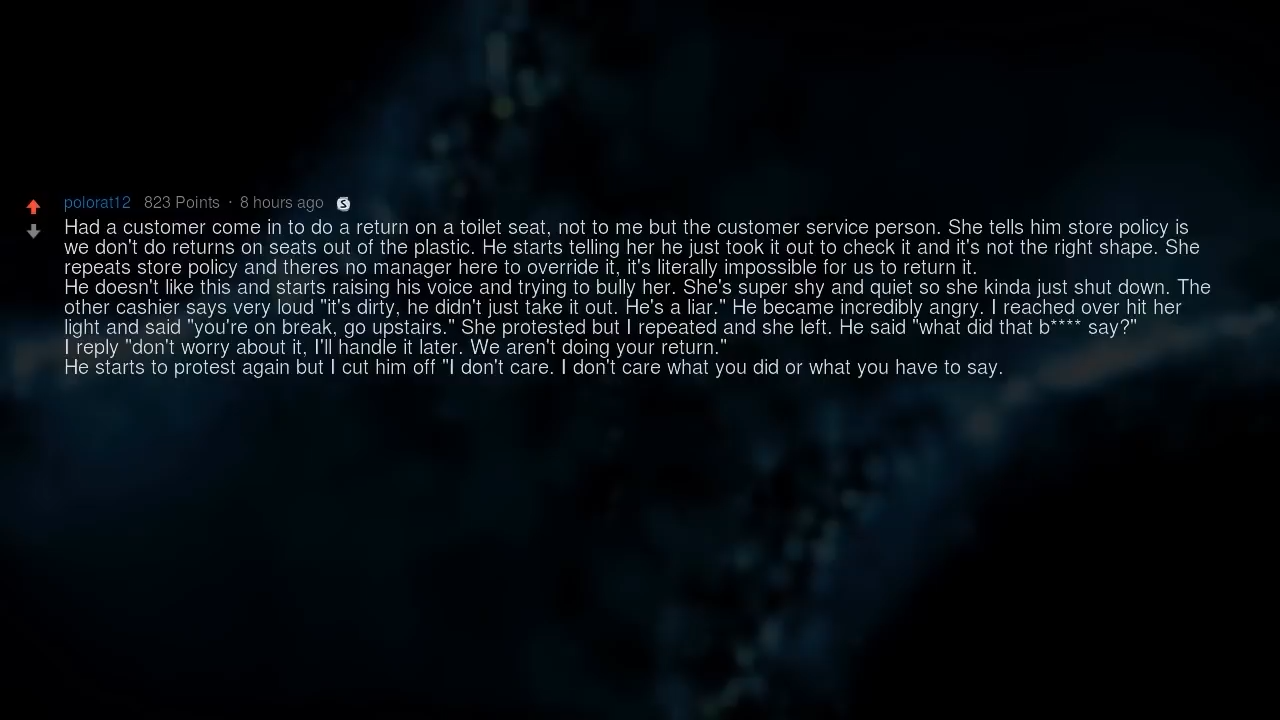 polorat12 823 Points · 8 hours ago S
Had a customer come in to do a return on a toilet seat, not to me but the customer service person. She tells him store policy is
we don't do returns on seats out of the plastic. He starts telling her he just took it out to check it and it's not the right shape. She
repeats store policy and theres no manager here to override it, it's literally impossible for us to return it.
He doesn't like this and starts raising his voice and trying to bully her. She's super shy and quiet so she kinda just shut down. The
other cashier says very loud "it's dirty, he didn't just take it out. He's a liar." He became incredibly angry. I reached over hit her
light and said "you're on break, go upstairs." She protested but I repeated and she left. He said "what did that b**** say?"
I reply "don't worry about it, I'll handle it later. We aren't doing your return."
He starts to protest again but I cut him off "I don't care. I don't care what you did or what you have to say.